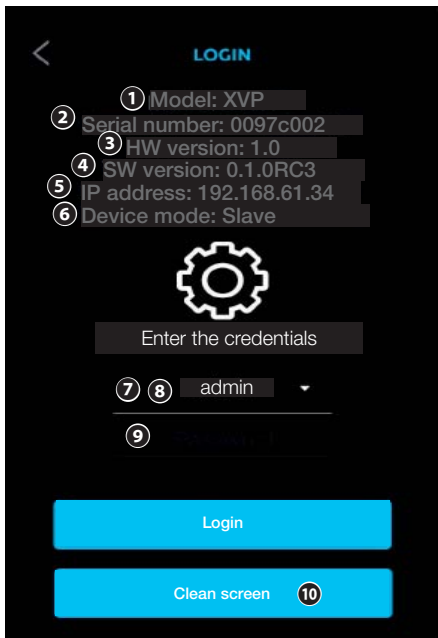 LOGIN
1 Model: XVP
2 Serial number: 0097c002
3 HW version: 1.0
4 SW version: 0.1.0RC3
5 IP address: 192.168.61.34
6 Device mode: Slave
Enter the credentials
7 8 admin
9
Login
Clean screen 10